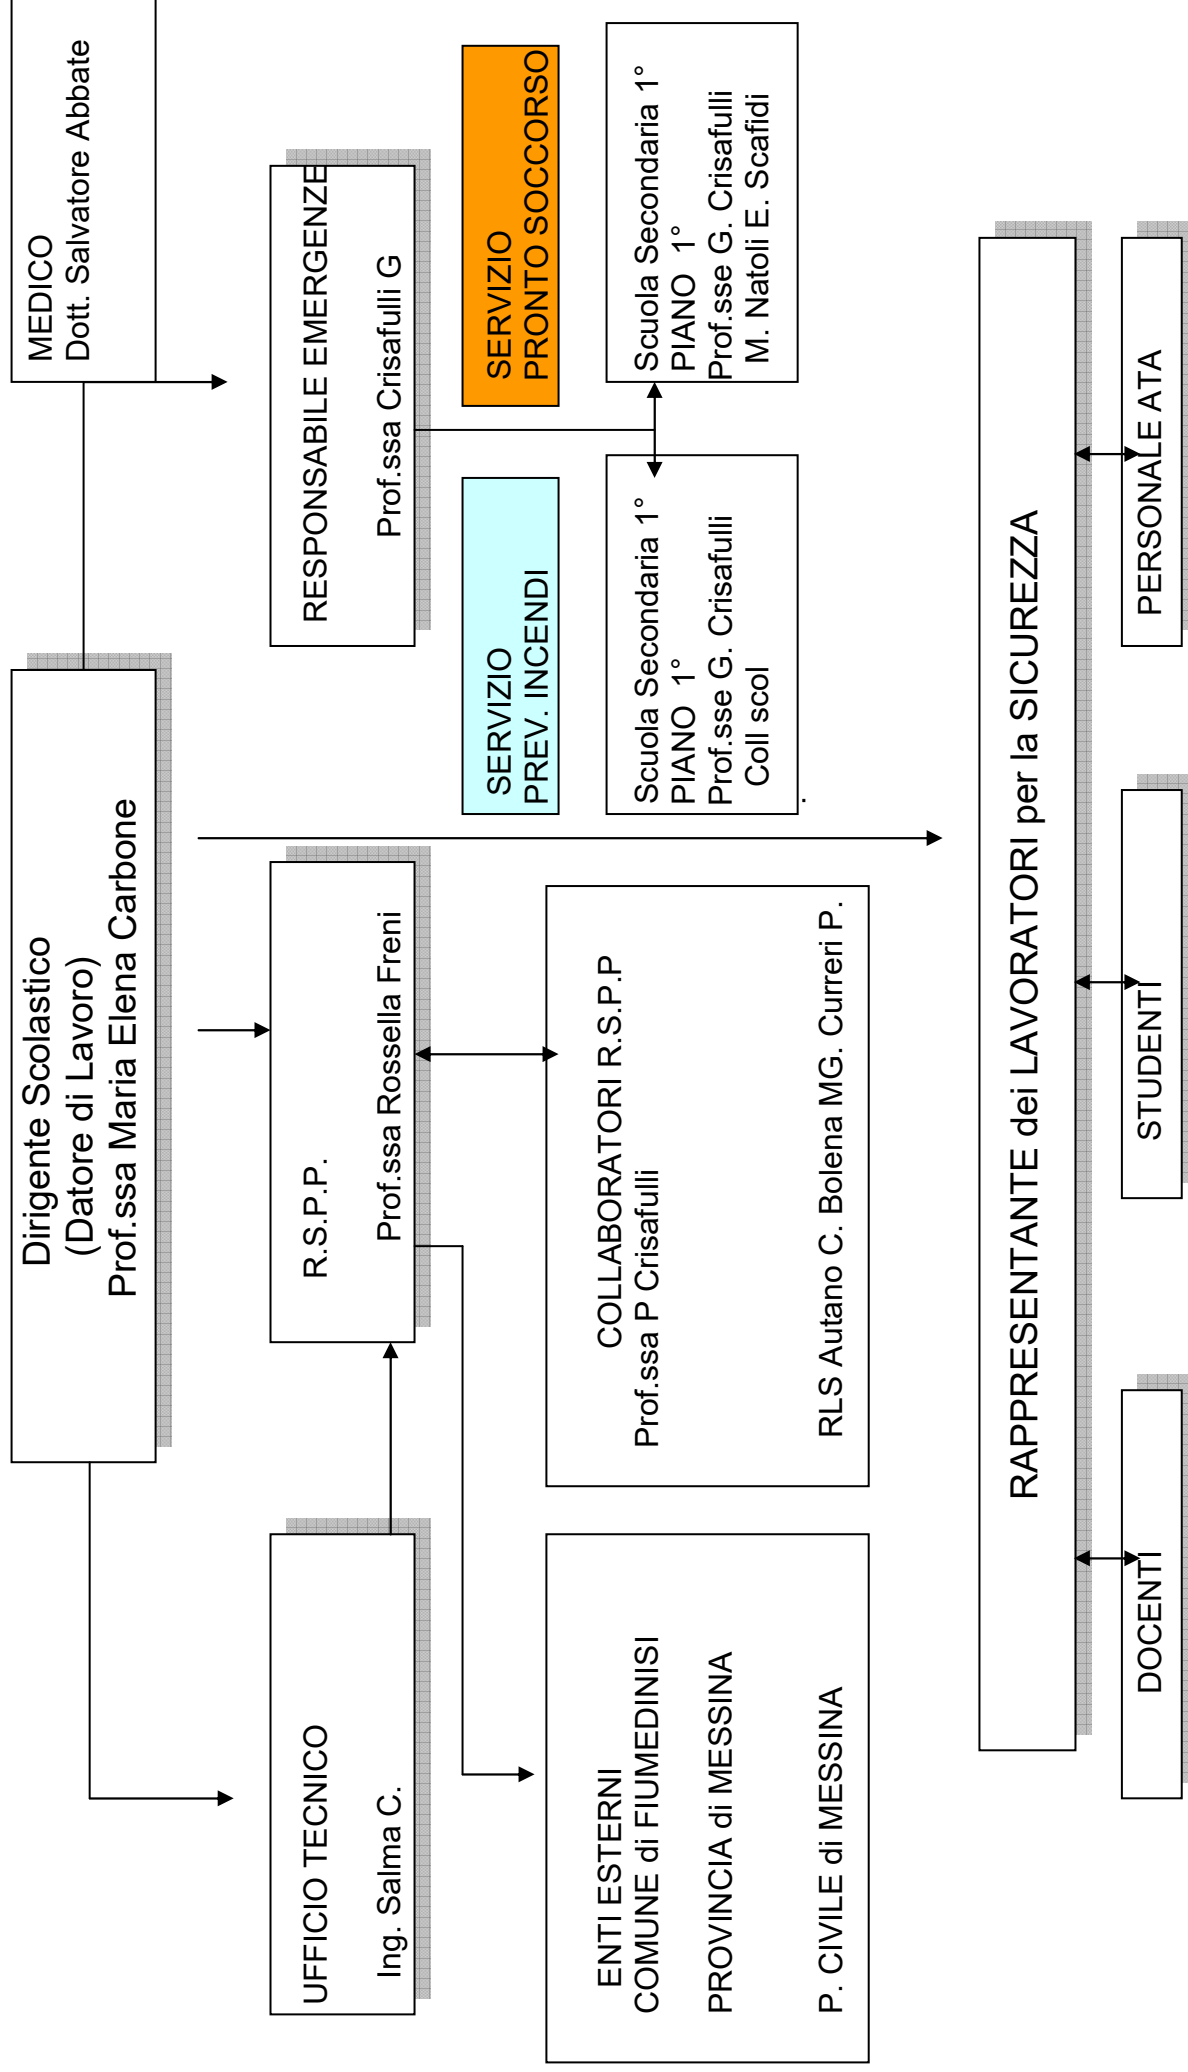 Dirigente Scolastico
(Datore di Lavoro)
Prof.ssa Maria Elena Carbone
MEDICO
Dott. Salvatore Abbate
UFFICIO TECNICO
Ing. Salma C.
R.S.P.P.
Prof.ssa Rossella Freni
RESPONSABILE EMERGENZE
Prof.ssa Crisafulli G
SERVIZIO
PREV. INCENDI
SERVIZIO
PRONTO SOCCORSO
ENTI ESTERNI
COMUNE di FIUMEDINISI
PROVINCIA di MESSINA
P. CIVILE di MESSINA
COLLABORATORI R.S.P.P
Prof.ssa P Crisafulli
RLS Autano C. Bolena MG. Curreri P.
Scuola Secondaria 1°
PIANO 1°
Prof.sse G. Crisafulli
Coll scol
.
Scuola Secondaria 1°
PIANO 1°
Prof.sse G. Crisafulli
M. Natoli E. Scafidi
RAPPRESENTANTE dei LAVORATORI per la SICUREZZA
DOCENTI
STUDENTI
PERSONALE ATA